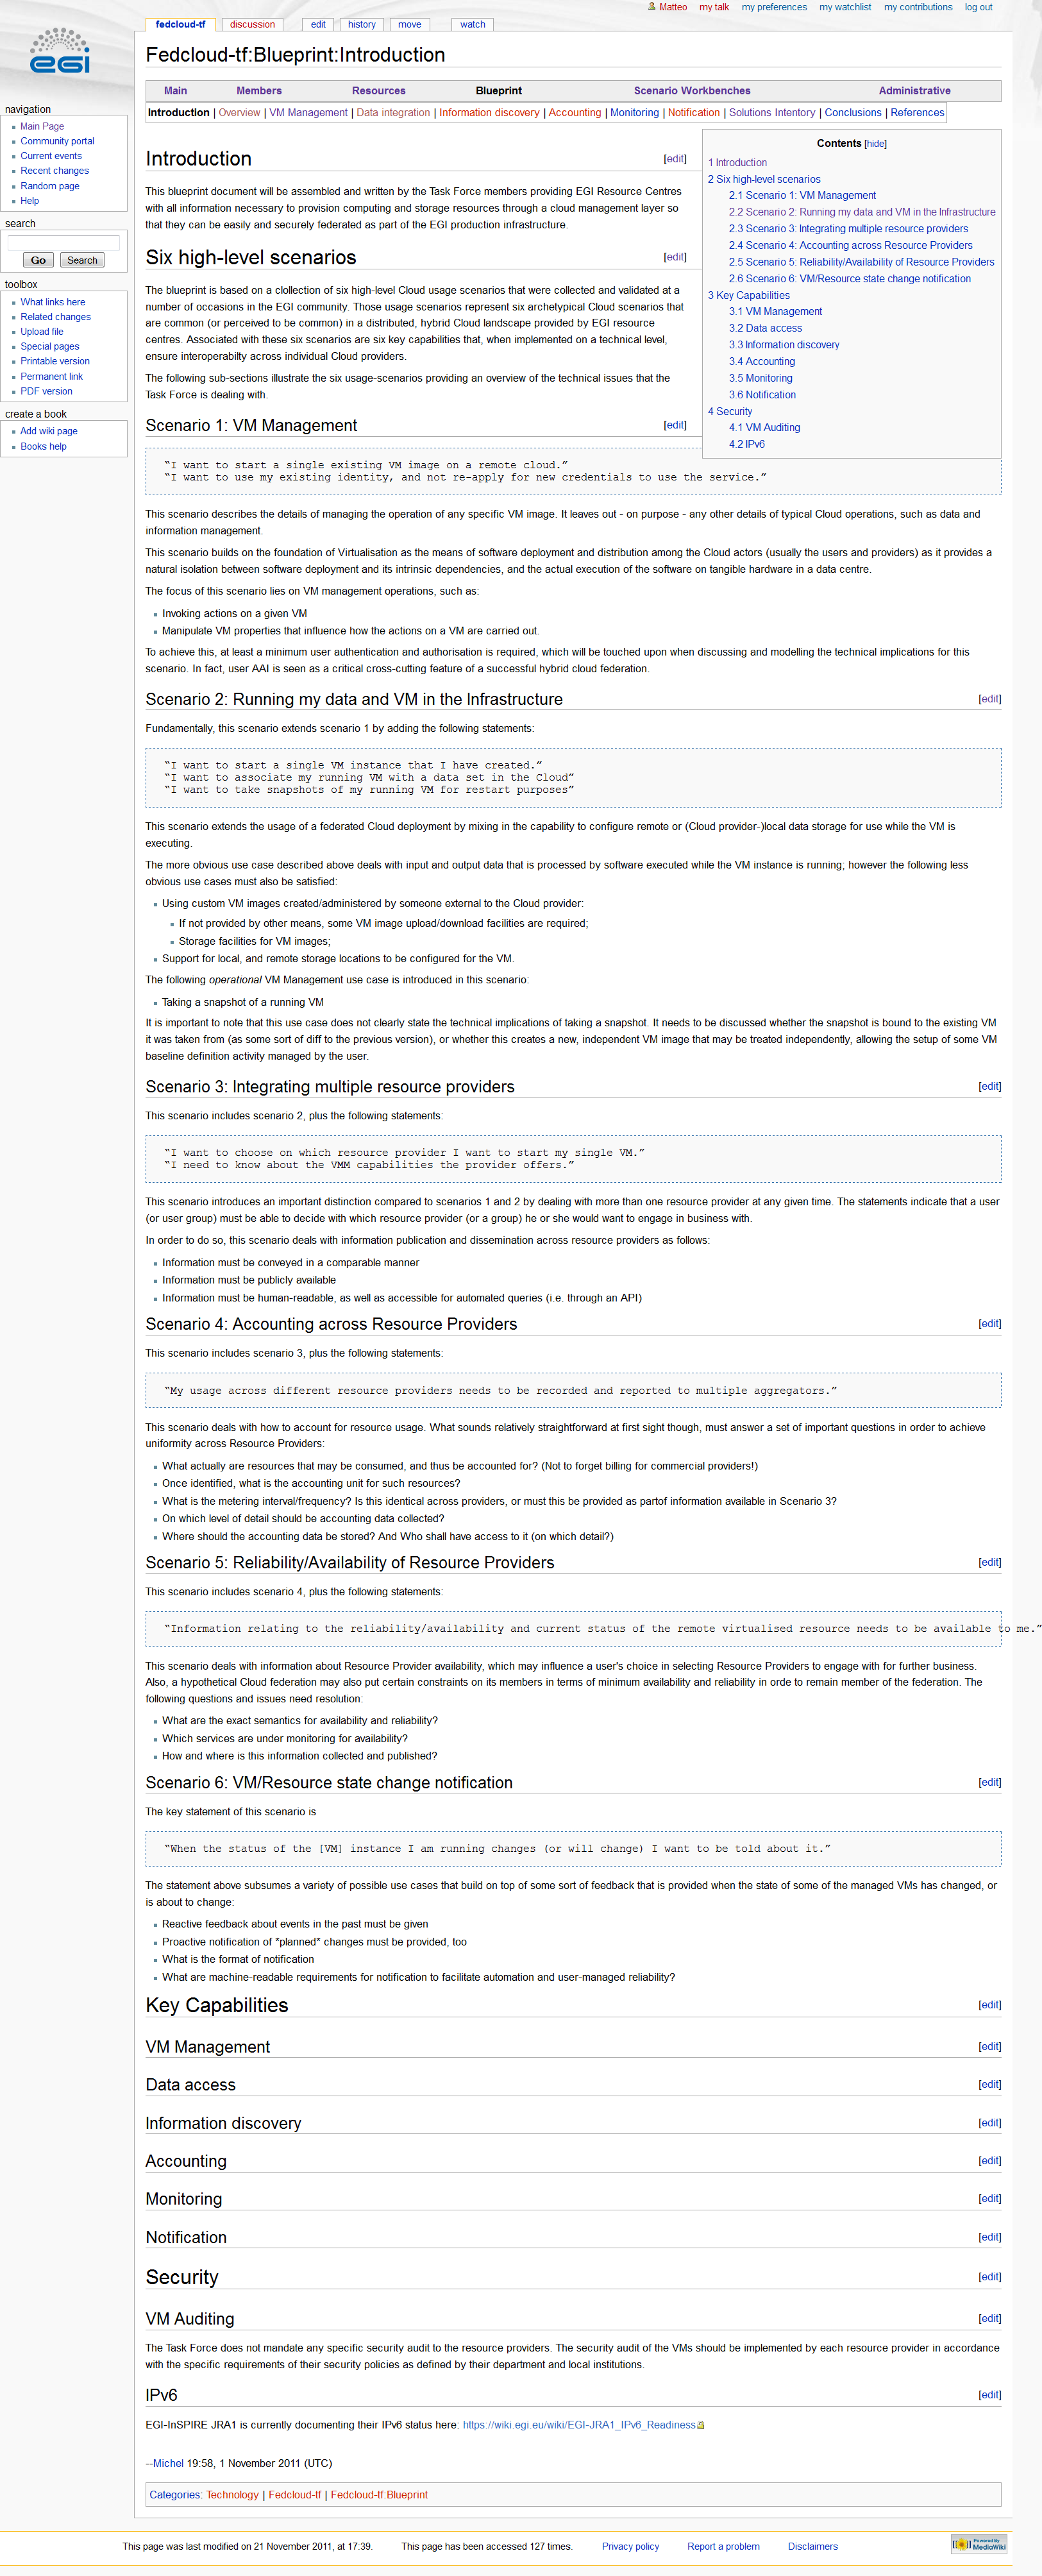 Matteo my talk my preferences my watchlist my contributions log out
fedcloud-tf discussion edit history move watch
egi
Fedcloud-tf:Blueprint:Introduction
Main Members Resources Blueprint Scenario Workbenches Administrative
Introduction | Overview | VM Management | Data integration | Information discovery | Accounting | Monitoring | Notification | Solutions Intentory | Conclusions | References
navigation
Main Page
Community portal
Current events
Recent changes
Random page
Help
search
Go Search
toolbox
What links here
Related changes
Upload file
Special pages
Printable version
Permanent link
PDF version
create a book
Add wiki page
Books help
Contents [hide]
1 Introduction
2 Six high-level scenarios
2.1 Scenario 1: VM Management
2.2 Scenario 2: Running my data and VM in the Infrastructure
2.3 Scenario 3: Integrating multiple resource providers
2.4 Scenario 4: Accounting across Resource Providers
2.5 Scenario 5: Reliability/Availability of Resource Providers
2.6 Scenario 6: VM/Resource state change notification
3 Key Capabilities
3.1 VM Management
3.2 Data access
3.3 Information discovery
3.4 Accounting
3.5 Monitoring
3.6 Notification
4 Security
4.1 VM Auditing
4.2 IPv6
Introduction [edit]
This blueprint document will be assembled and written by the Task Force members providing EGI Resource Centres
with all information necessary to provision computing and storage resources through a cloud management layer so
that they can be easily and securely federated as part of the EGI production infrastructure.
Six high-level scenarios [edit]
The blueprint is based on a clollection of six high-level Cloud usage scenarios that were collected and validated at a
number of occasions in the EGI community. Those usage scenarios represent six archetypical Cloud scenarios that
are common (or perceived to be common) in a distributed, hybrid Cloud landscape provided by EGI resource
centres. Associated with these six scenarios are six key capabilities that, when implemented on a technical level,
ensure interoperabilty across individual Cloud providers.
The following sub-sections illustrate the six usage-scenarios providing an overview of the technical issues that the
Task Force is dealing with.
Scenario 1: VM Management [edit]
“I want to start a single existing VM image on a remote cloud.”
“I want to use my existing identity, and not re-apply for new credentials to use the service.”
This scenario describes the details of managing the operation of any specific VM image. It leaves out - on purpose - any other details of typical Cloud operations, such as data and
information management.
This scenario builds on the foundation of Virtualisation as the means of software deployment and distribution among the Cloud actors (usually the users and providers) as it provides a
natural isolation between software deployment and its intrinsic dependencies, and the actual execution of the software on tangible hardware in a data centre.
The focus of this scenario lies on VM management operations, such as:
Invoking actions on a given VM
Manipulate VM properties that influence how the actions on a VM are carried out.
To achieve this, at least a minimum user authentication and authorisation is required, which will be touched upon when discussing and modelling the technical implications for this
scenario. In fact, user AAI is seen as a critical cross-cutting feature of a successful hybrid cloud federation.
Scenario 2: Running my data and VM in the Infrastructure [edit]
Fundamentally, this scenario extends scenario 1 by adding the following statements:
“I want to start a single VM instance that I have created.”
“I want to associate my running VM with a data set in the Cloud”
“I want to take snapshots of my running VM for restart purposes”
This scenario extends the usage of a federated Cloud deployment by mixing in the capability to configure remote or (Cloud provider-)local data storage for use while the VM is
executing.
The more obvious use case described above deals with input and output data that is processed by software executed while the VM instance is running; however the following less
obvious use cases must also be satisfied:
Using custom VM images created/administered by someone external to the Cloud provider:
If not provided by other means, some VM image upload/download facilities are required;
Storage facilities for VM images;
Support for local, and remote storage locations to be configured for the VM.
The following operational VM Management use case is introduced in this scenario:
Taking a snapshot of a running VM
It is important to note that this use case does not clearly state the technical implications of taking a snapshot. It needs to be discussed whether the snapshot is bound to the existing VM
it was taken from (as some sort of diff to the previous version), or whether this creates a new, independent VM image that may be treated independently, allowing the setup of some VM
baseline definition activity managed by the user.
Scenario 3: Integrating multiple resource providers [edit]
This scenario includes scenario 2, plus the following statements:
“I want to choose on which resource provider I want to start my single VM.”
“I need to know about the VMM capabilities the provider offers.”
This scenario introduces an important distinction compared to scenarios 1 and 2 by dealing with more than one resource provider at any given time. The statements indicate that a user
(or user group) must be able to decide with which resource provider (or a group) he or she would want to engage in business with.
In order to do so, this scenario deals with information publication and dissemination across resource providers as follows:
Information must be conveyed in a comparable manner
Information must be publicly available
Information must be human-readable, as well as accessible for automated queries (i.e. through an API)
Scenario 4: Accounting across Resource Providers [edit]
This scenario includes scenario 3, plus the following statements:
“My usage across different resource providers needs to be recorded and reported to multiple aggregators.”
This scenario deals with how to account for resource usage. What sounds relatively straightforward at first sight though, must answer a set of important questions in order to achieve
uniformity across Resource Providers:
What actually are resources that may be consumed, and thus be accounted for? (Not to forget billing for commercial providers!)
Once identified, what is the accounting unit for such resources?
What is the metering interval/frequency? Is this identical across providers, or must this be provided as partof information available in Scenario 3?
On which level of detail should be accounting data collected?
Where should the accounting data be stored? And Who shall have access to it (on which detail?)
Scenario 5: Reliability/Availability of Resource Providers [edit]
This scenario includes scenario 4, plus the following statements:
“Information relating to the reliability/availability and current status of the remote virtualised resource needs to be available to me.”
This scenario deals with information about Resource Provider availability, which may influence a user's choice in selecting Resource Providers to engage with for further business.
Also, a hypothetical Cloud federation may also put certain constraints on its members in terms of minimum availability and reliability in orde to remain member of the federation. The
following questions and issues need resolution:
What are the exact semantics for availability and reliability?
Which services are under monitoring for availability?
How and where is this information collected and published?
Scenario 6: VM/Resource state change notification [edit]
The key statement of this scenario is
“When the status of the [VM] instance I am running changes (or will change) I want to be told about it.”
The statement above subsumes a variety of possible use cases that build on top of some sort of feedback that is provided when the state of some of the managed VMs has changed, or
is about to change:
Reactive feedback about events in the past must be given
Proactive notification of *planned* changes must be provided, too
What is the format of notification
What are machine-readable requirements for notification to facilitate automation and user-managed reliability?
Key Capabilities [edit]
VM Management [edit]
Data access [edit]
Information discovery [edit]
Accounting [edit]
Monitoring [edit]
Notification [edit]
Security [edit]
VM Auditing [edit]
The Task Force does not mandate any specific security audit to the resource providers. The security audit of the VMs should be implemented by each resource provider in accordance
with the specific requirements of their security policies as defined by their department and local institutions.
IPv6 [edit]
EGI-InSPIRE JRA1 is currently documenting their IPv6 status here: https://wiki.egi.eu/wiki/EGI-JRA1_IPv6_Readiness
--Michel 19:58, 1 November 2011 (UTC)
Categories: Technology | Fedcloud-tf | Fedcloud-tf:Blueprint
This page was last modified on 21 November 2011, at 17:39. This page has been accessed 127 times. Privacy policy Report a problem Disclaimers
Powered By MediaWiki